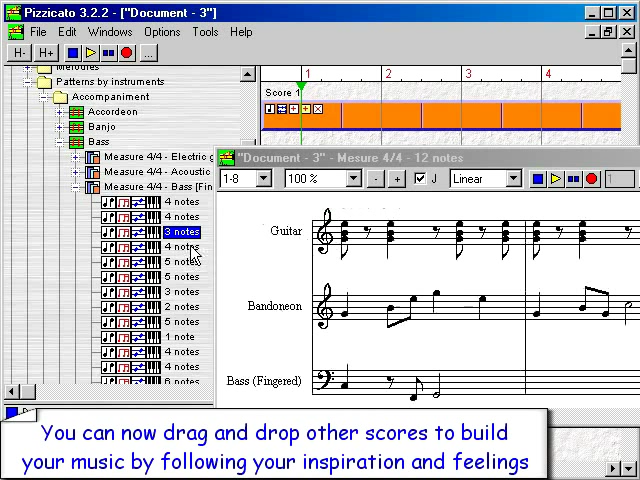 Pizzicato 3.2.2 - ["Document - 3"]
File Edit Windows Options Tools Help
H- H+ ...
Melodies
Patterns by instruments
Accompaniment
Accordeon
Banjo
Bass
Measure 4/4 - Electric g
Measure 4/4 - Acoustic
Measure 4/4 - Bass [Fin
4 notes
4 notes
3 notes
4 notes
5 notes
5 notes
3 notes
2 notes
5 notes
1 note
4 notes
4 notes
6 notes
1 2 3 4
Score 1
"Document - 3" - Mesure 4/4 - 12 notes
1-8 100 % - + J Linear 1
Guitar
Bandoneon
Bass (Fingered)
You can now drag and drop other scores to build
your music by following your inspiration and feelings